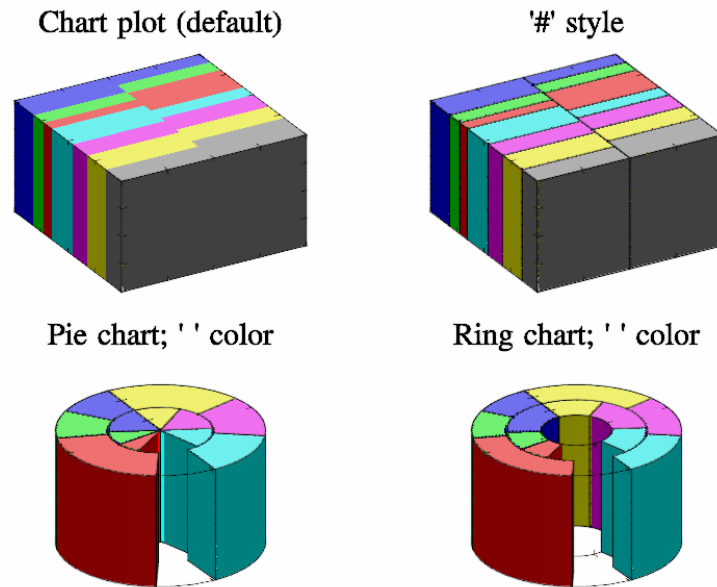 Chart plot (default)
'#' style
Pie chart; ' ' color
Ring chart; ' ' color